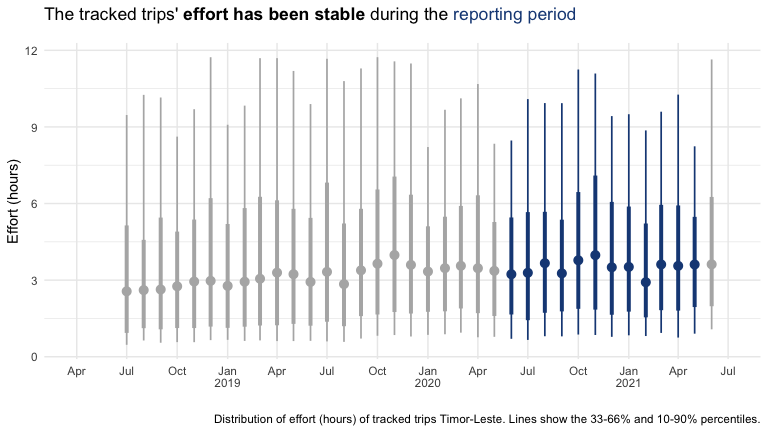 The tracked trips' effort has been stable during the reporting period
12
9
6
3
0
Effort (hours)
Apr Jul Oct Jan Apr Jul Oct Jan Apr Jul Oct Jan Apr Jul
2019 2020 2021
Distribution of effort (hours) of tracked trips Timor-Leste. Lines show the 33-66% and 10-90% percentiles.